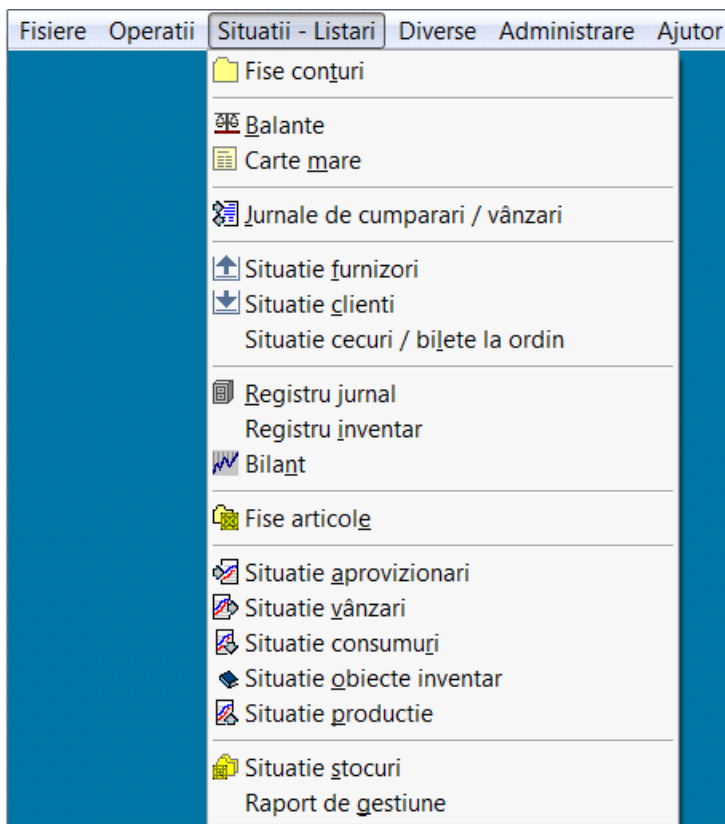 Fisiere Operatii Situatii - Listari Diverse Administrare Ajutor
Fise conturi
Balante
Carte mare
Jurnale de cumparari / vânzari
Situatie furnizori
Situatie clienti
Situatie cecuri / bilete la ordin
Registru jurnal
Registru inventar
Bilant
Fise articole
Situatie aprovizionari
Situatie vânzari
Situatie consumuri
Situatie obiecte inventar
Situatie productie
Situatie stocuri
Raport de gestiune